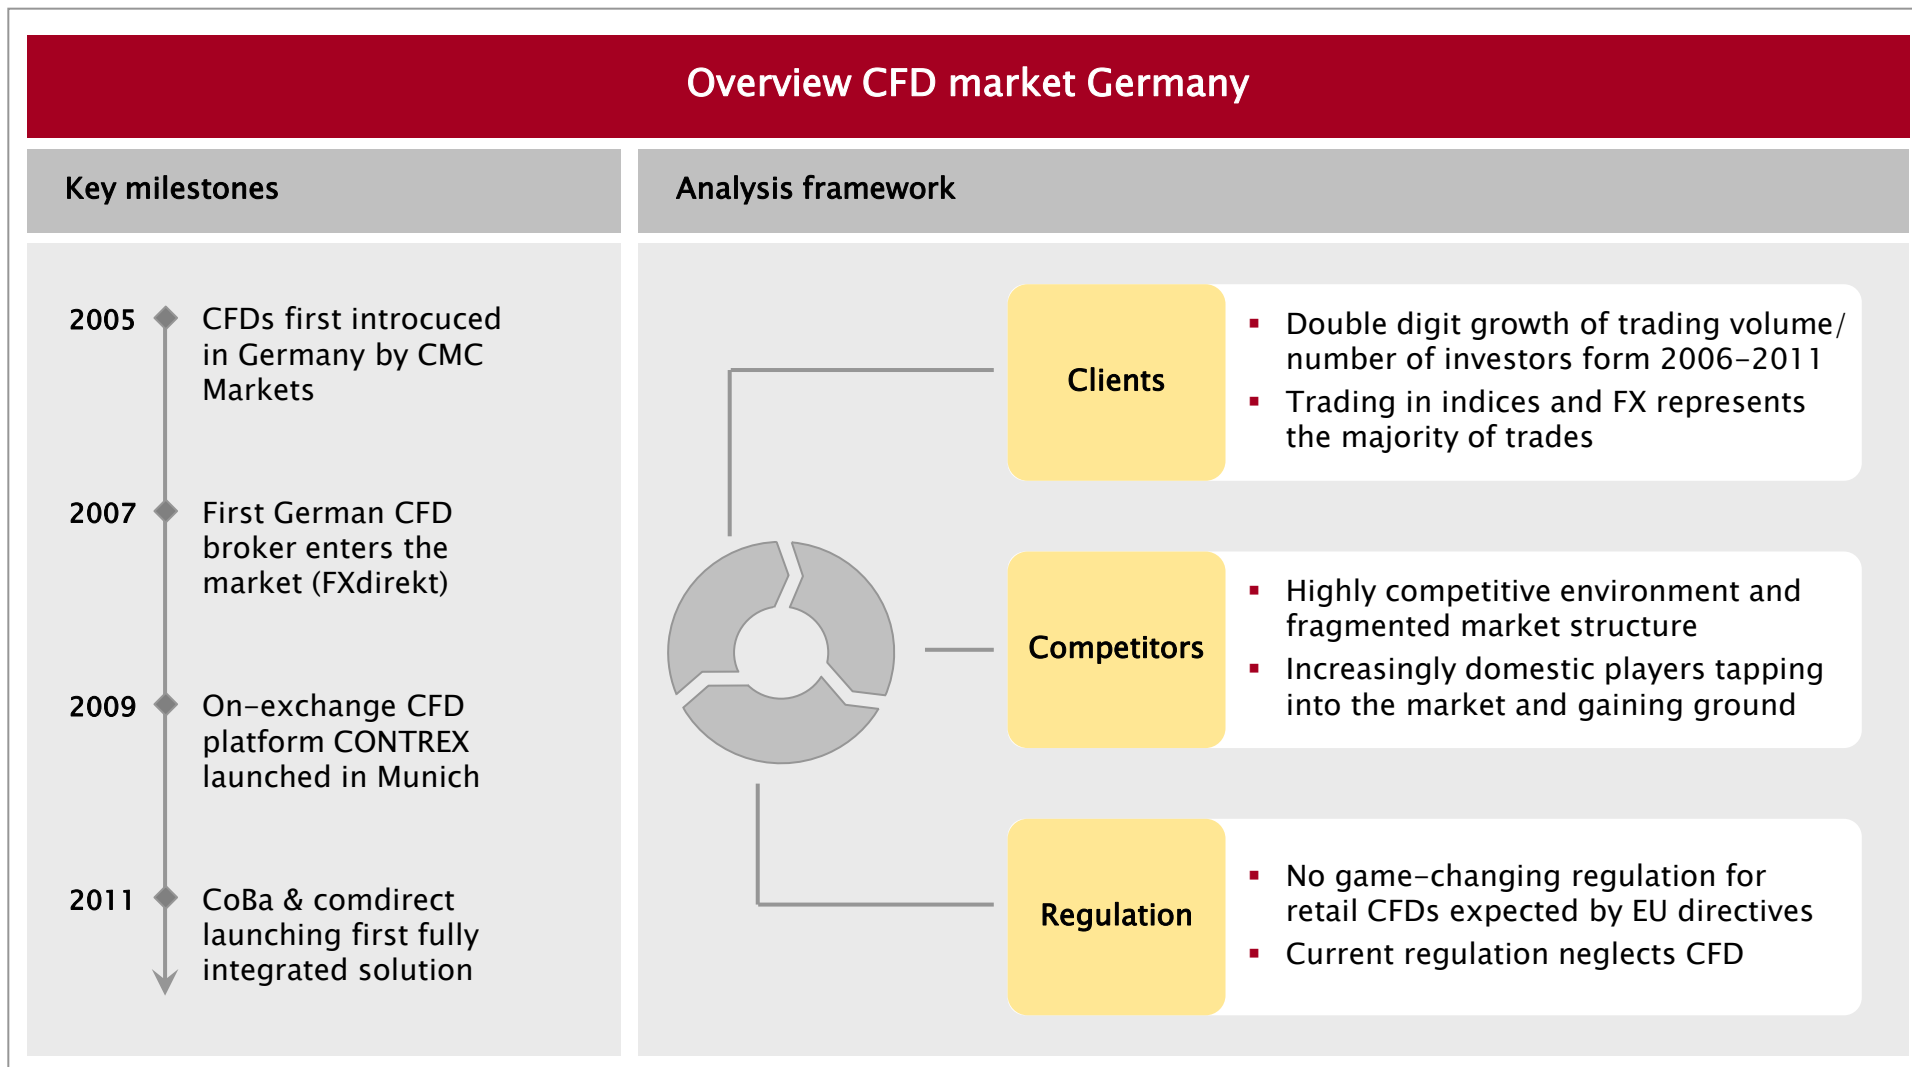 Overview CFD market Germany
Key milestones
2005
CFDs first introcuced
in Germany by CMC
Markets
2007
First German CFD
broker enters the
market (FXdirekt)
2009
On-exchange CFD
platform CONTREX
launched in Munich
2011
CoBa & comdirect
launching first fully
integrated solution
Analysis framework
Clients
▪ Double digit growth of trading volume/
number of investors form 2006-2011
▪ Trading in indices and FX represents
the majority of trades
Competitors
▪ Highly competitive environment and
fragmented market structure
▪ Increasingly domestic players tapping
into the market and gaining ground
Regulation
▪ No game-changing regulation for
retail CFDs expected by EU directives
▪ Current regulation neglects CFD